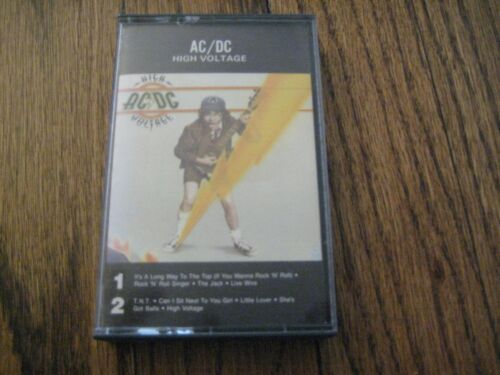 AC/DC
HIGH VOLTAGE
HIGH
AC/DC
VOLTAGE
1 It's A Long Way To The Top (If You Wanna Rock 'N' Roll) •
Rock 'N' Roll Singer • The Jack • Live Wire
2 T.N.T. • Can I Sit Next To You Girl • Little Lover • She's
Got Balls • High Voltage